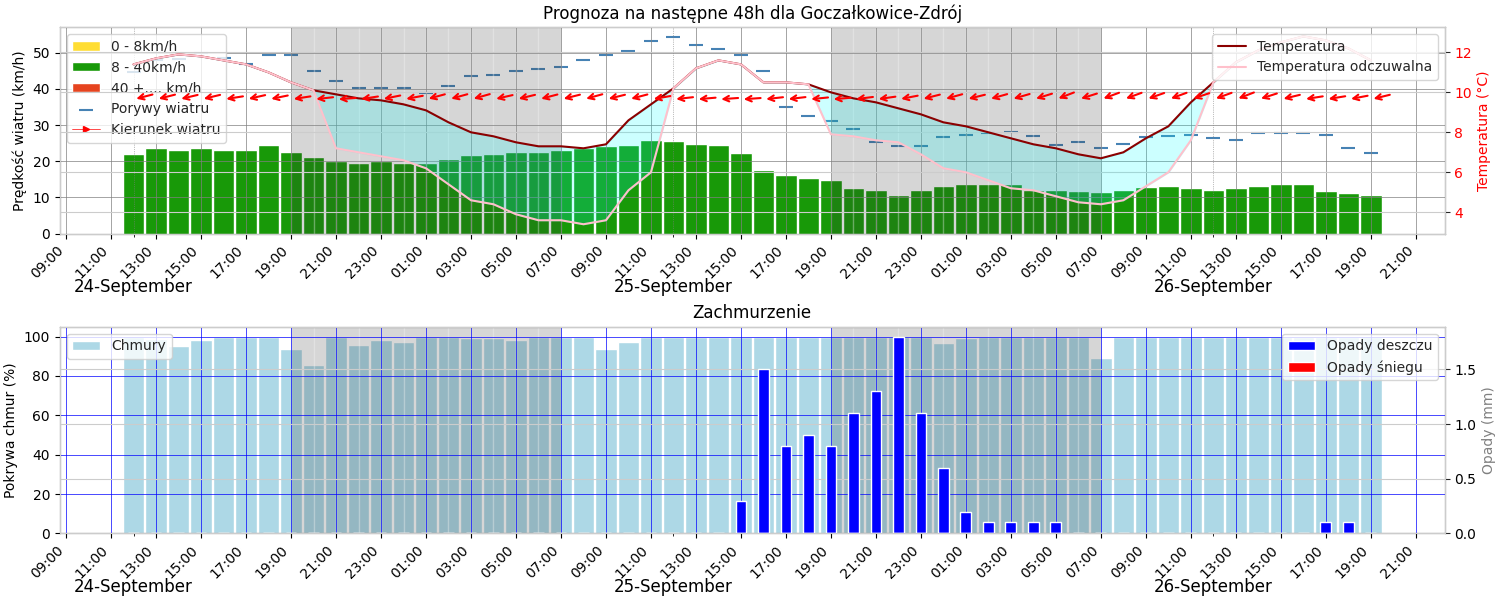 Prognoza na następne 48h dla Goczałkowice-Zdrój
0 - 8km/h
8 - 40km/h
40 +.... km/h
Porywy wiatru
Kierunek wiatru
Temperatura
Temperatura odczuwalna
Prędkość wiatru (km/h)
50
40
30
20
10
0
Temperatura (°C)
12
10
8
6
4
09:00 11:00 13:00 15:00 17:00 19:00 21:00 23:00 01:00 03:00 05:00 07:00 09:00 11:00 13:00 15:00 17:00 19:00 21:00 23:00 01:00 03:00 05:00 07:00 09:00 11:00 13:00 15:00 17:00 19:00 21:00
24-September 25-September 26-September
Zachmurzenie
Chmury
Opady deszczu
Opady śniegu
Pokrywa chmur (%)
100
80
60
40
20
0
Opady (mm)
1.5
1.0
0.5
0.0
09:00 11:00 13:00 15:00 17:00 19:00 21:00 23:00 01:00 03:00 05:00 07:00 09:00 11:00 13:00 15:00 17:00 19:00 21:00 23:00 01:00 03:00 05:00 07:00 09:00 11:00 13:00 15:00 17:00 19:00 21:00
24-September 25-September 26-September